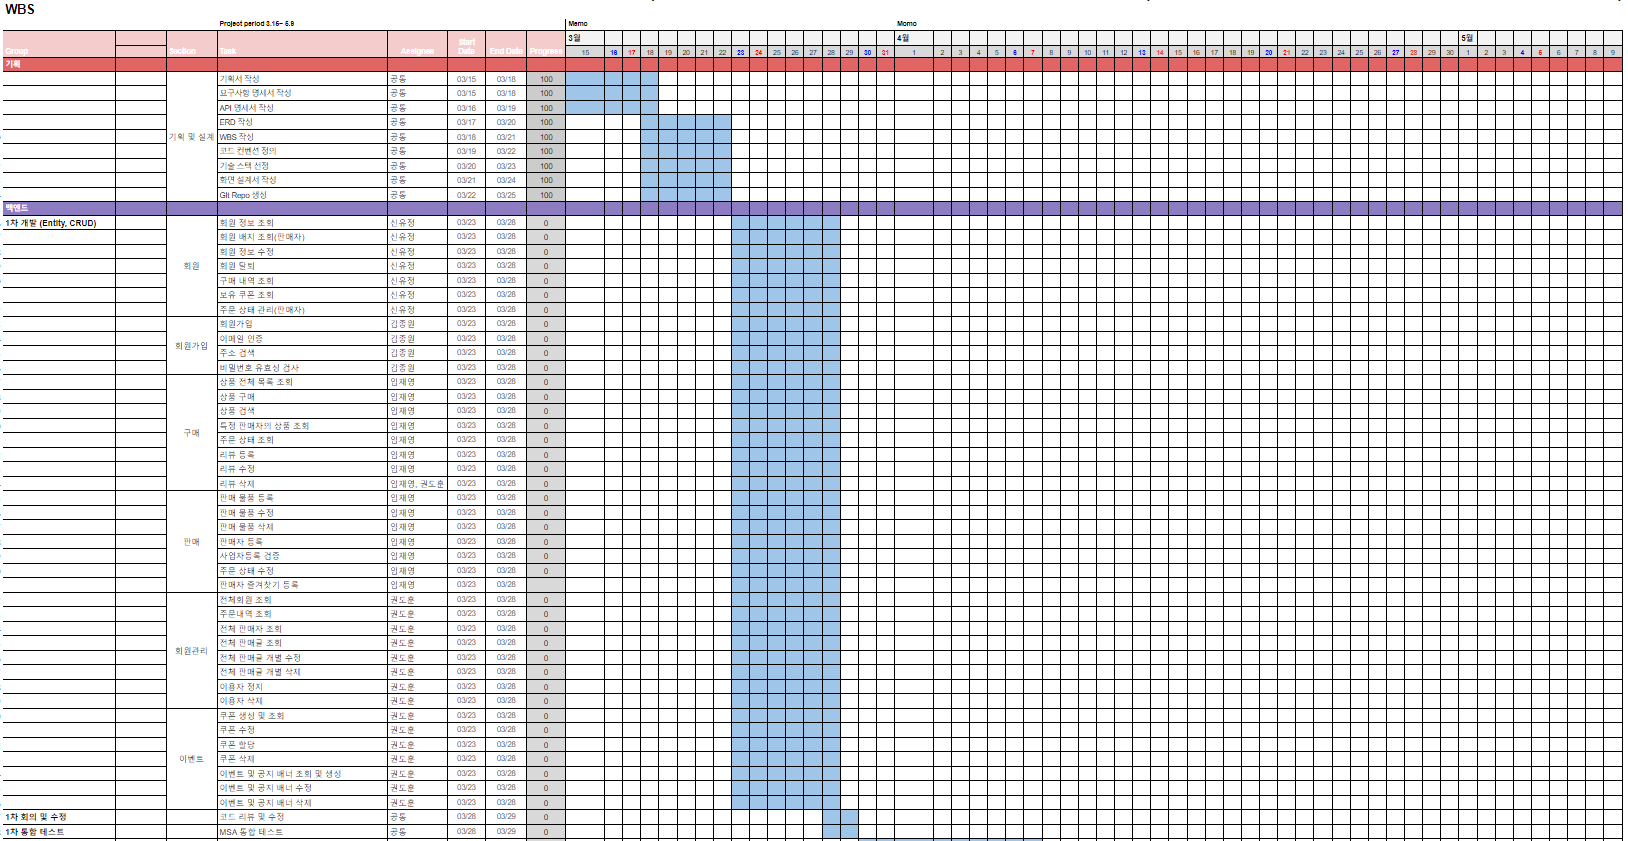 WBS
Project period 3.15~ 5.9 Memo Momo
3월 4월 5월
Group Section Task Assignee Start Date End Date Progress 15 16 17 18 19 20 21 22 23 24 25 26 27 28 29 30 31 1 2 3 4 5 6 7 8 9 10 11 12 13 14 15 16 17 18 19 20 21 22 23 24 25 26 27 28 29 30 1 2 3 4 5 6 7 8 9
기획
기획서 작성 공통 03/15 03/18 100
요구사항 명세서 작성 공통 03/15 03/18 100
API 명세서 작성 공통 03/16 03/19 100
ERD 작성 공통 03/17 03/20 100
기획 및 설계 WBS 작성 공통 03/18 03/21 100
코드 컨벤션 정의 공통 03/19 03/22 100
기술 스택 선정 공통 03/20 03/23 100
화면 설계서 작성 공통 03/21 03/24 100
Git Repo 생성 공통 03/22 03/25 100
백엔드
1차 개발 (Entity, CRUD) 회원 정보 조회 신유정 03/23 03/28 0
회원 배지 조회(판매자) 신유정 03/23 03/28 0
회원 정보 수정 신유정 03/23 03/28 0
회원 회원 탈퇴 신유정 03/23 03/28 0
구매 내역 조회 신유정 03/23 03/28 0
보유 쿠폰 조회 신유정 03/23 03/28 0
주문 상태 관리(판매자) 신유정 03/23 03/28 0
회원가입 김종원 03/23 03/28 0
이메일 인증 김종원 03/23 03/28 0
회원가입 주소 검색 김종원 03/23 03/28 0
비밀번호 유효성 검사 김종원 03/23 03/28 0
상품 전체 목록 조회 임재영 03/23 03/28 0
상품 구매 임재영 03/23 03/28 0
상품 검색 임재영 03/23 03/28 0
구매 특정 판매자의 상품 조회 임재영 03/23 03/28 0
주문 상태 조회 임재영 03/23 03/28 0
리뷰 등록 임재영 03/23 03/28 0
리뷰 수정 임재영 03/23 03/28 0
리뷰 삭제 임재영, 권도훈 03/23 03/28 0
판매 물품 등록 임재영 03/23 03/28 0
판매 물품 수정 임재영 03/23 03/28 0
판매 물품 삭제 임재영 03/23 03/28 0
판매 판매자 등록 임재영 03/23 03/28 0
사업자등록 검증 임재영 03/23 03/28 0
주문 상태 수정 임재영 03/23 03/28 0
판매자 즐겨찾기 등록 임재영 03/23 03/28
전체회원 조회 권도훈 03/23 03/28 0
주문내역 조회 권도훈 03/23 03/28 0
전체 판매자 조회 권도훈 03/23 03/28 0
전체 판매글 조회 권도훈 03/23 03/28 0
회원관리 전체 판매글 개별 수정 권도훈 03/23 03/28 0
전체 판매글 개별 삭제 권도훈 03/23 03/28 0
이용자 정지 권도훈 03/23 03/28 0
이용자 삭제 권도훈 03/23 03/28 0
쿠폰 생성 및 조회 권도훈 03/23 03/28 0
쿠폰 수정 권도훈 03/23 03/28 0
쿠폰 할당 권도훈 03/23 03/28 0
이벤트 쿠폰 삭제 권도훈 03/23 03/28 0
이벤트 및 공지 배너 조회 및 생성 권도훈 03/23 03/28 0
이벤트 및 공지 배너 수정 권도훈 03/23 03/28 0
이벤트 및 공지 배너 삭제 권도훈 03/23 03/28 0
1차 회의 및 수정 코드 리뷰 및 수정 공통 03/28 03/29 0
1차 통합 테스트 MSA 통합 테스트 공통 03/28 03/29 0